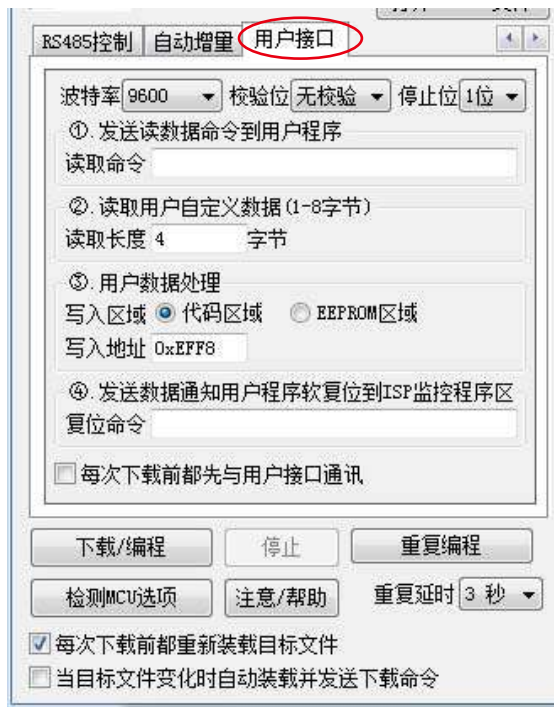 RS485控制 自动增量 用户接口
波特率 9600 校验位 无校验 停止位 1位
①. 发送读数据命令到用户程序
读取命令
②. 读取用户自定义数据(1-8字节)
读取长度 4 字节
③. 用户数据处理
写入区域 代码区域 EEPROM区域
写入地址 0xEFF8
④. 发送数据通知用户程序软复位到ISP监控程序区
复位命令
每次下载前都先与用户接口通讯
下载/编程 停止 重复编程
检测MCU选项 注意/帮助 重复延时 3 秒
每次下载前都重新装载目标文件
当目标文件变化时自动装载并发送下载命令